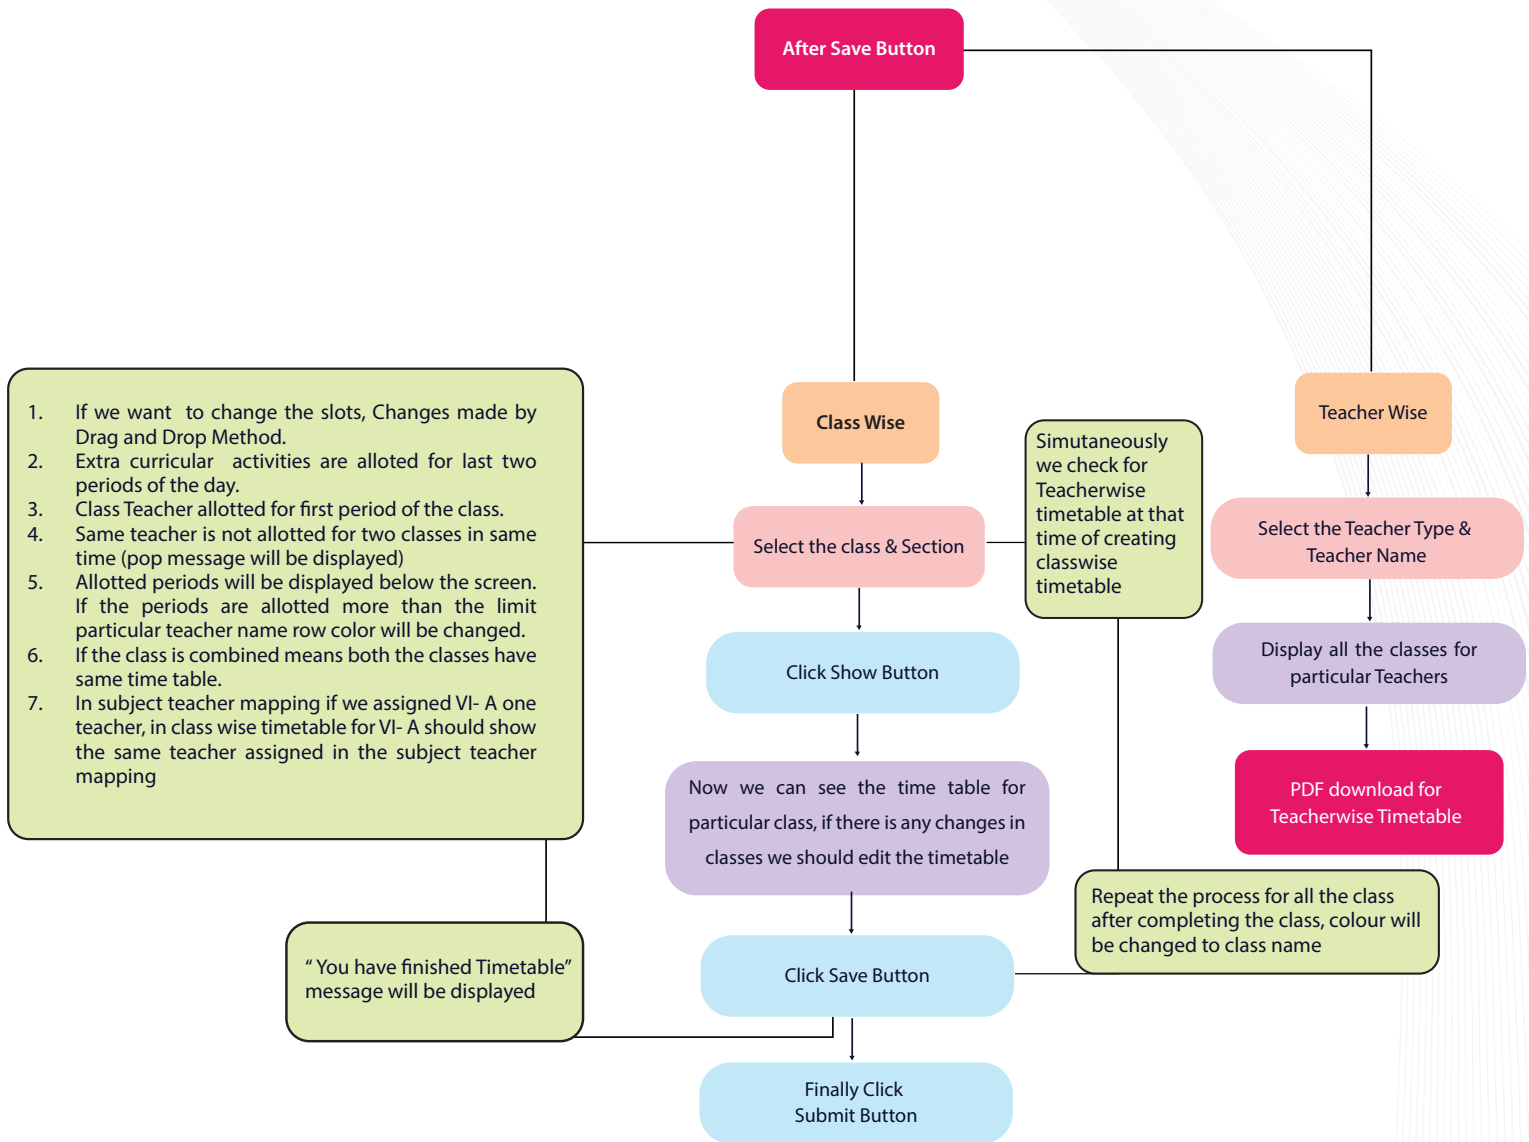 After Save Button
Class Wise
Teacher Wise
1. If we want to change the slots, Changes made by
Drag and Drop Method.
2. Extra curricular activities are alloted for last two
periods of the day.
3. Class Teacher allotted for first period of the class.
4. Same teacher is not allotted for two classes in same
time (pop message will be displayed)
5. Allotted periods will be displayed below the screen.
If the periods are allotted more than the limit
particular teacher name row color will be changed.
6. If the class is combined means both the classes have
same time table.
7. In subject teacher mapping if we assigned VI- A one
teacher, in class wise timetable for VI- A should show
the same teacher assigned in the subject teacher
mapping
Select the class & Section
Simutaneously
we check for
Teacherwise
timetable at that
time of creating
classwise
timetable
Select the Teacher Type &
Teacher Name
Click Show Button
Display all the classes for
particular Teachers
Now we can see the time table for
particular class, if there is any changes in
classes we should edit the timetable
PDF download for
Teacherwise Timetable
Repeat the process for all the class
after completing the class, colour will
be changed to class name
“ You have finished Timetable”
message will be displayed
Click Save Button
Finally Click
Submit Button